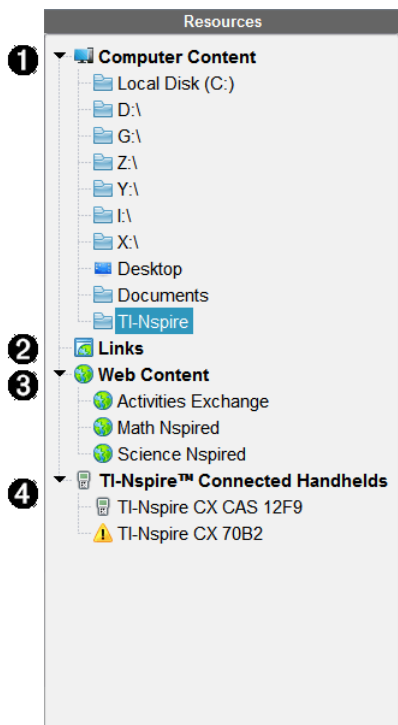 Resources
1 Computer Content
Local Disk (C:)
D:\
G:\
Z:\
Y:\
I:\
X:\
Desktop
Documents
TI-Nspire
2 Links
3 Web Content
Activities Exchange
Math Nspired
Science Nspired
4 TI-Nspire™ Connected Handhelds
TI-Nspire CX CAS 12F9
TI-Nspire CX 70B2